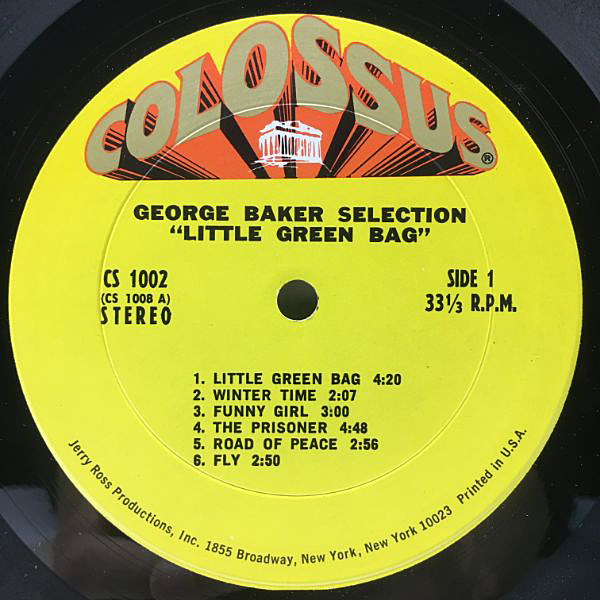 COLOSSUS®
GEORGE BAKER SELECTION
"LITTLE GREEN BAG"
CS 1002
(CS 1008 A)
STEREO
SIDE 1
33⅓ R.P.M.
1. LITTLE GREEN BAG 4:20
2. WINTER TIME 2:07
3. FUNNY GIRL 3:00
4. THE PRISONER 4:48
5. ROAD OF PEACE 2:56
6. FLY 2:50
Jerry Ross Productions, Inc. 1855 Broadway, New York, New York 10023 Printed in U.S.A.